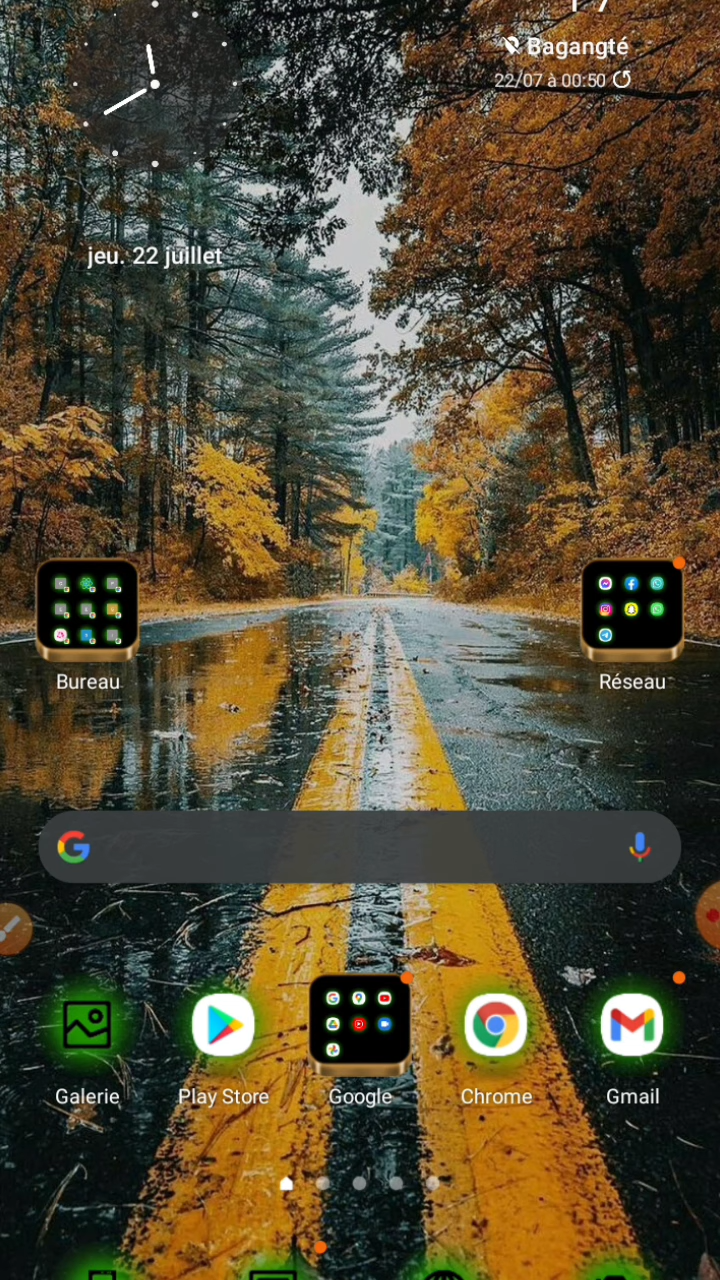 Bagangté
22/07 à 00:50
jeu. 22 juillet
Bureau
Réseau
Galerie
Play Store
Google
Chrome
Gmail